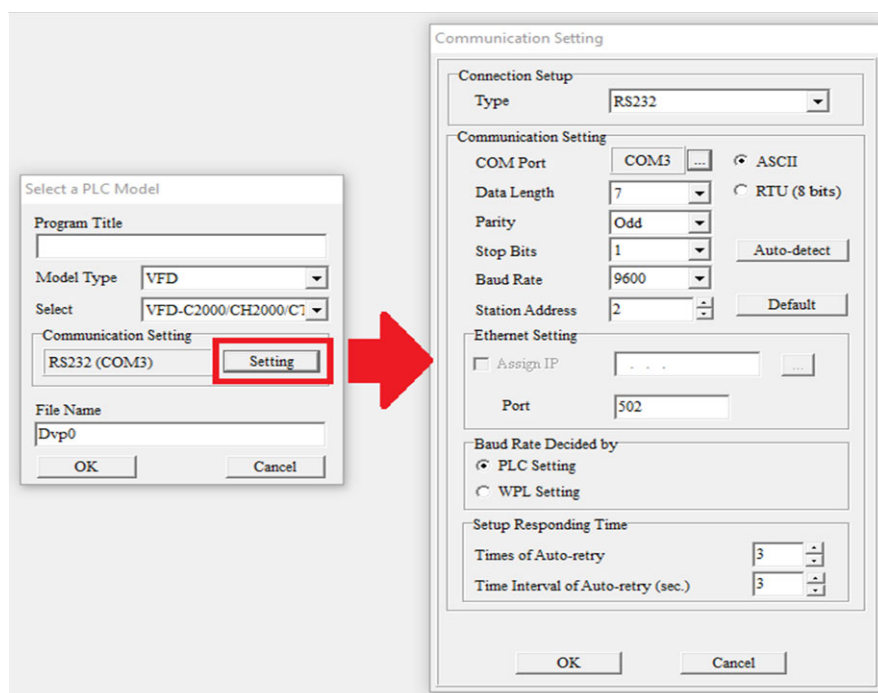 Select a PLC Model
Program Title
Model Type VFD
Select VFD-C2000/CH2000/CT
Communication Setting
RS232 (COM3) Setting
File Name
Dvp0
OK Cancel
Communication Setting
Connection Setup
Type RS232
Communication Setting
COM Port COM3 ... ASCII
Data Length 7 RTU (8 bits)
Parity Odd
Stop Bits 1 Auto-detect
Baud Rate 9600
Station Address 2 Default
Ethernet Setting
Assign IP . . . ...
Port 502
Baud Rate Decided by
PLC Setting
WPL Setting
Setup Responding Time
Times of Auto-retry 3
Time Interval of Auto-retry (sec.) 3
OK Cancel